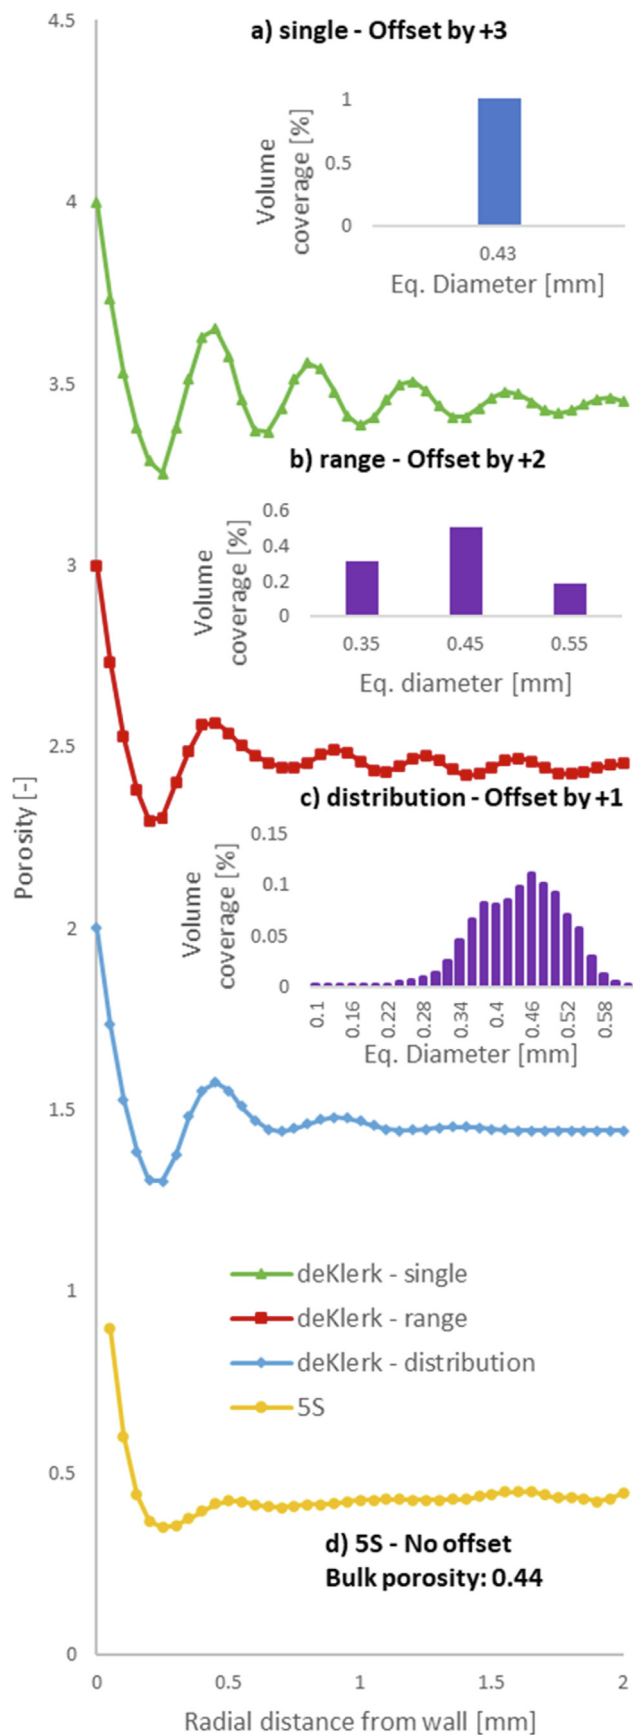 4.5
a) single - Offset by +3
Volume
coverage [%]
1
0.5
0
0.43
Eq. Diameter [mm]
4
3.5
b) range - Offset by +2
Volume
coverage [%]
0.6
0.4
0.2
0
0.35 0.45 0.55
Eq. diameter [mm]
3
2.5
c) distribution - Offset by +1
Volume
coverage [%]
0.15
0.1
0.05
0
0.1 0.16 0.22 0.28 0.34 0.4 0.46 0.52 0.58
Eq. Diameter [mm]
Porosity [-]
2
1.5
1
deKlerk - single
deKlerk - range
deKlerk - distribution
5S
0.5
d) 5S - No offset
Bulk porosity: 0.44
0
0 0.5 1 1.5 2
Radial distance from wall [mm]